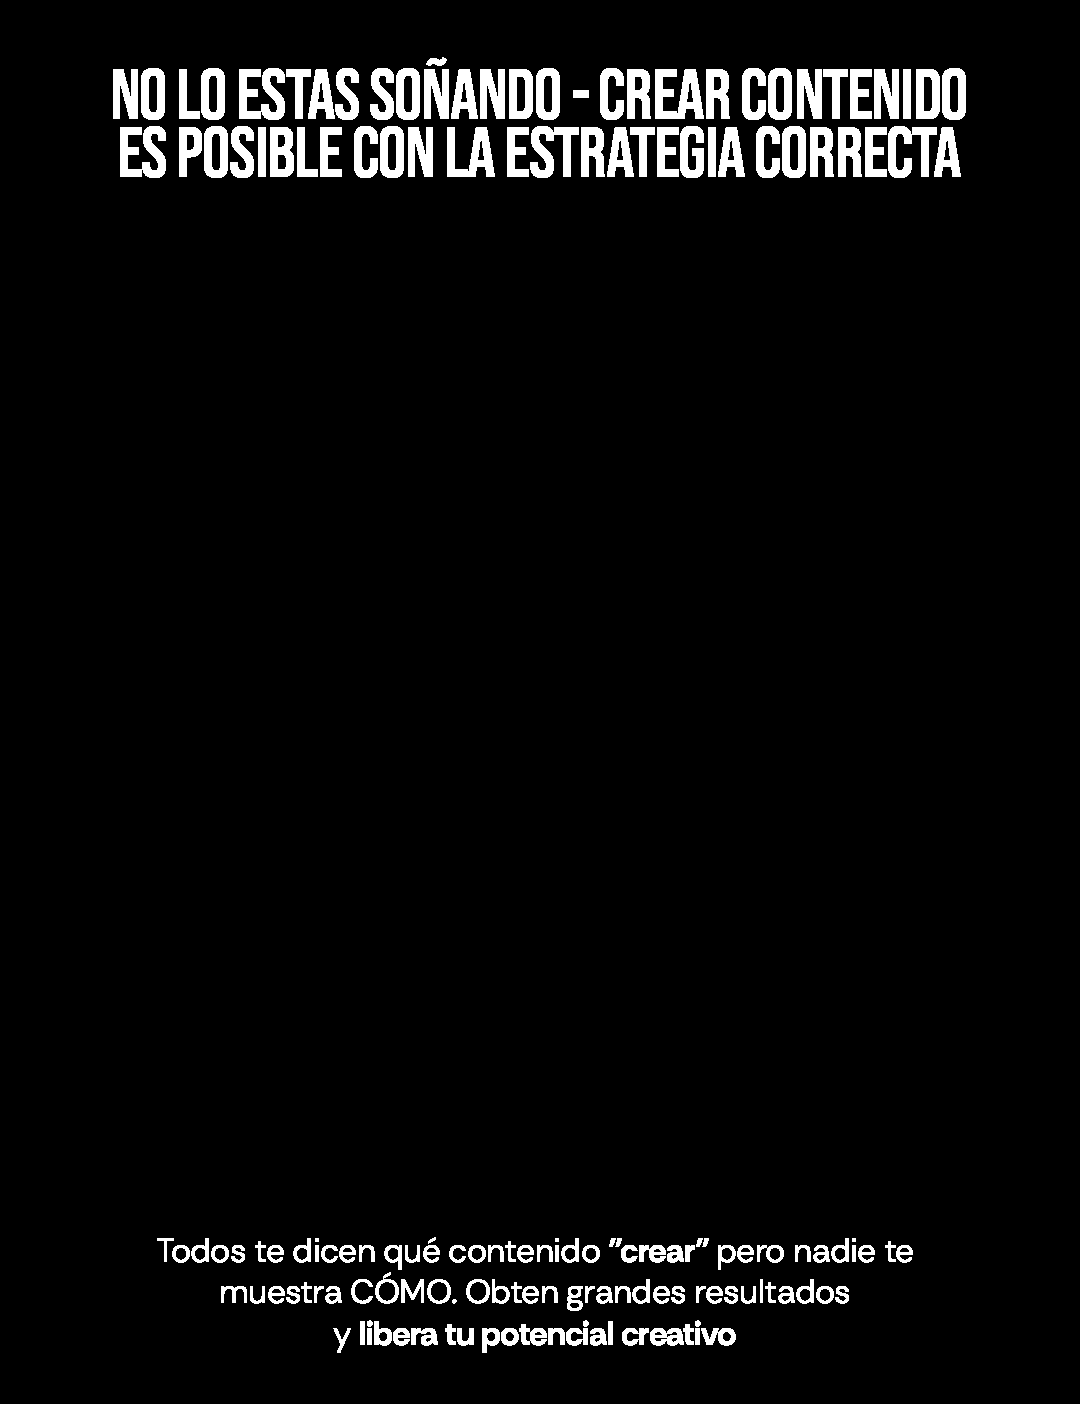 NO LO ESTAS SOÑANDO - CREAR CONTENIDO
ES POSIBLE CON LA ESTRATEGIA CORRECTA
Todos te dicen qué contenido "crear" pero nadie te
muestra CÓMO. Obten grandes resultados
y libera tu potencial creativo